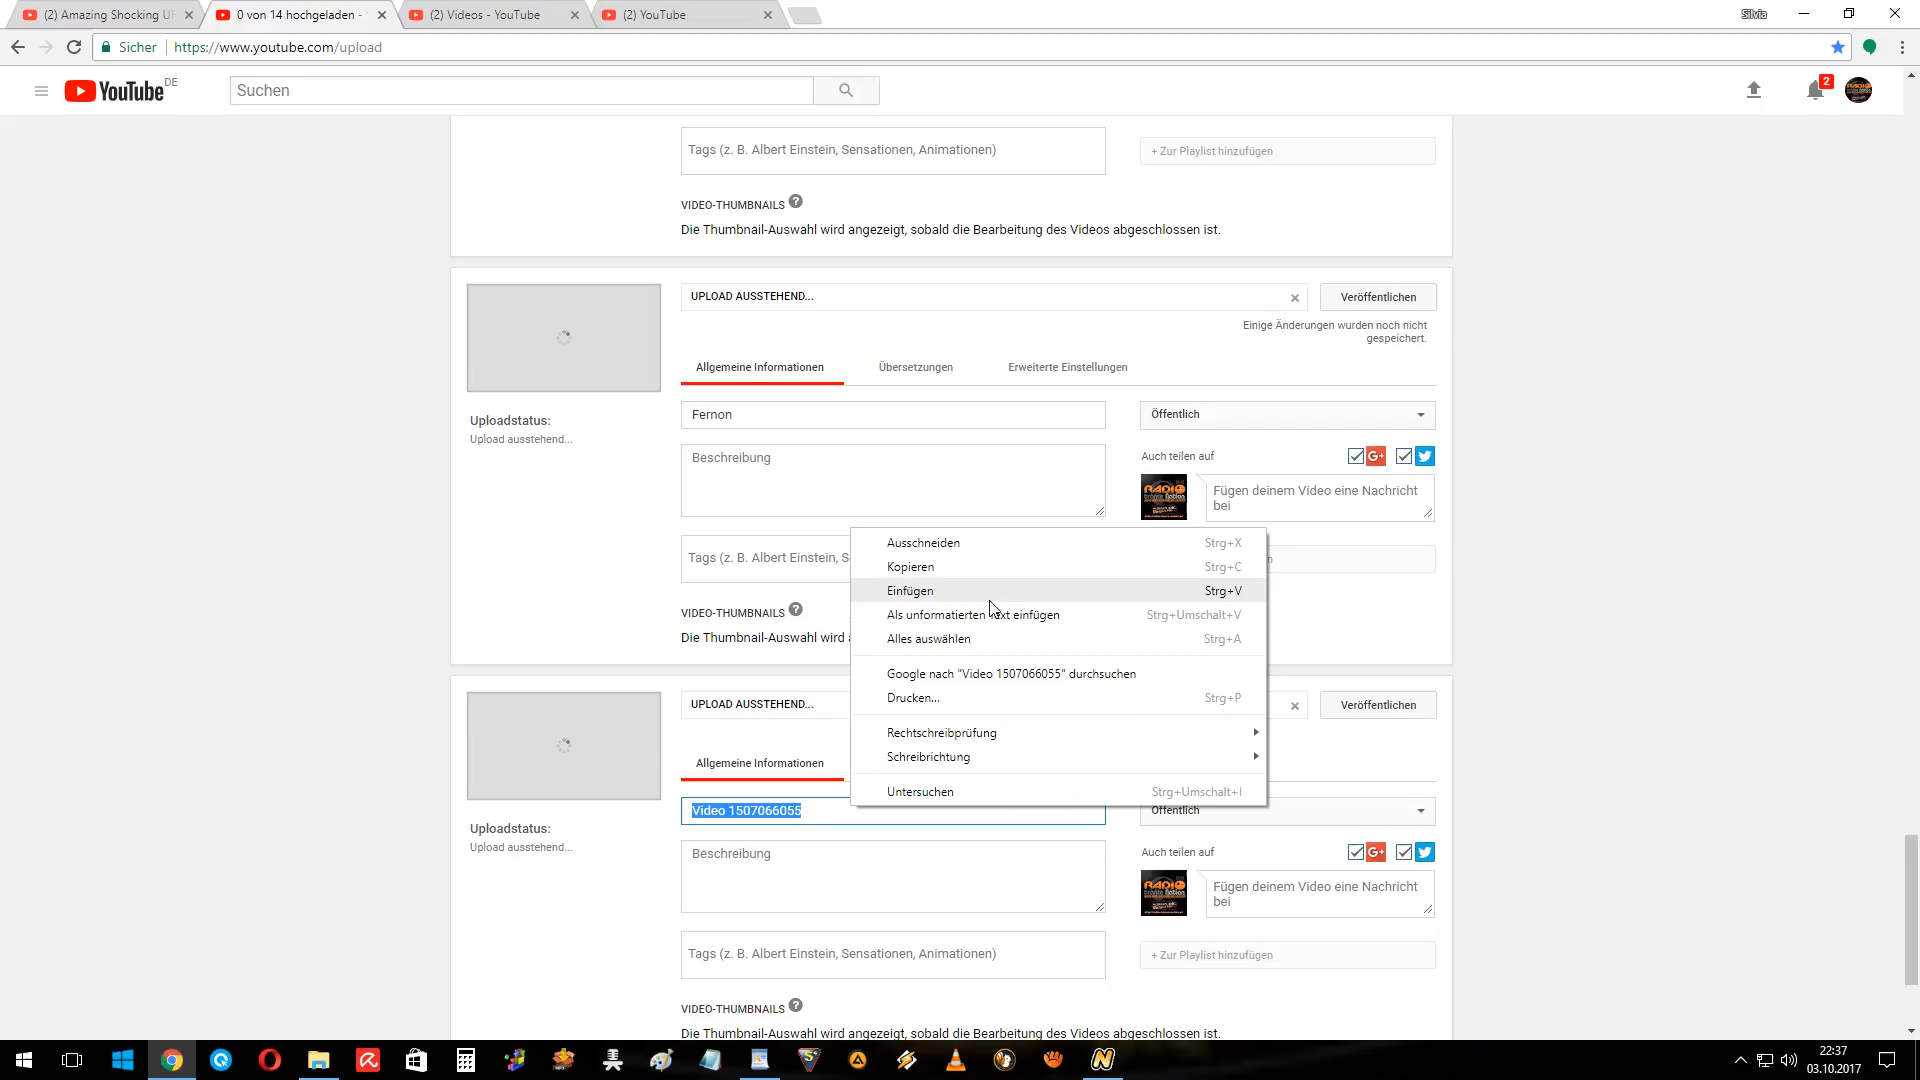 (2) Amazing Shocking UF
0 von 14 hochgeladen -
(2) Videos - YouTube
(2) YouTube
Silvia
Sicher
https://www.youtube.com/upload
YouTube DE
Suchen
2
Tags (z. B. Albert Einstein, Sensationen, Animationen)
+ Zur Playlist hinzufügen
VIDEO-THUMBNAILS ?
Die Thumbnail-Auswahl wird angezeigt, sobald die Bearbeitung des Videos abgeschlossen ist.
UPLOAD AUSSTEHEND...
Veröffentlichen
Einige Änderungen wurden noch nicht
gespeichert.
Allgemeine Informationen
Übersetzungen
Erweiterte Einstellungen
Uploadstatus:
Upload ausstehend...
Fernon
Öffentlich
Beschreibung
Auch teilen auf
G+
RADIO
Fügen deinem Video eine Nachricht
bei
Tags (z. B. Albert Einstein, S
n
VIDEO-THUMBNAILS ?
Die Thumbnail-Auswahl wird a
Ausschneiden Strg+X
Kopieren Strg+C
Einfügen Strg+V
Als unformatierten Text einfügen Strg+Umschalt+V
Alles auswählen Strg+A
Google nach "Video 1507066055" durchsuchen
Drucken... Strg+P
Rechtschreibprüfung
Schreibrichtung
Untersuchen Strg+Umschalt+I
UPLOAD AUSSTEHEND...
Veröffentlichen
Allgemeine Informationen
Uploadstatus:
Upload ausstehend...
Video 1507066055
Öffentlich
Beschreibung
Auch teilen auf
G+
RADIO
Fügen deinem Video eine Nachricht
bei
Tags (z. B. Albert Einstein, Sensationen, Animationen)
+ Zur Playlist hinzufügen
VIDEO-THUMBNAILS ?
Die Thumbnail-Auswahl wird angezeigt, sobald die Bearbeitung des Videos abgeschlossen ist.
22:37
03.10.2017